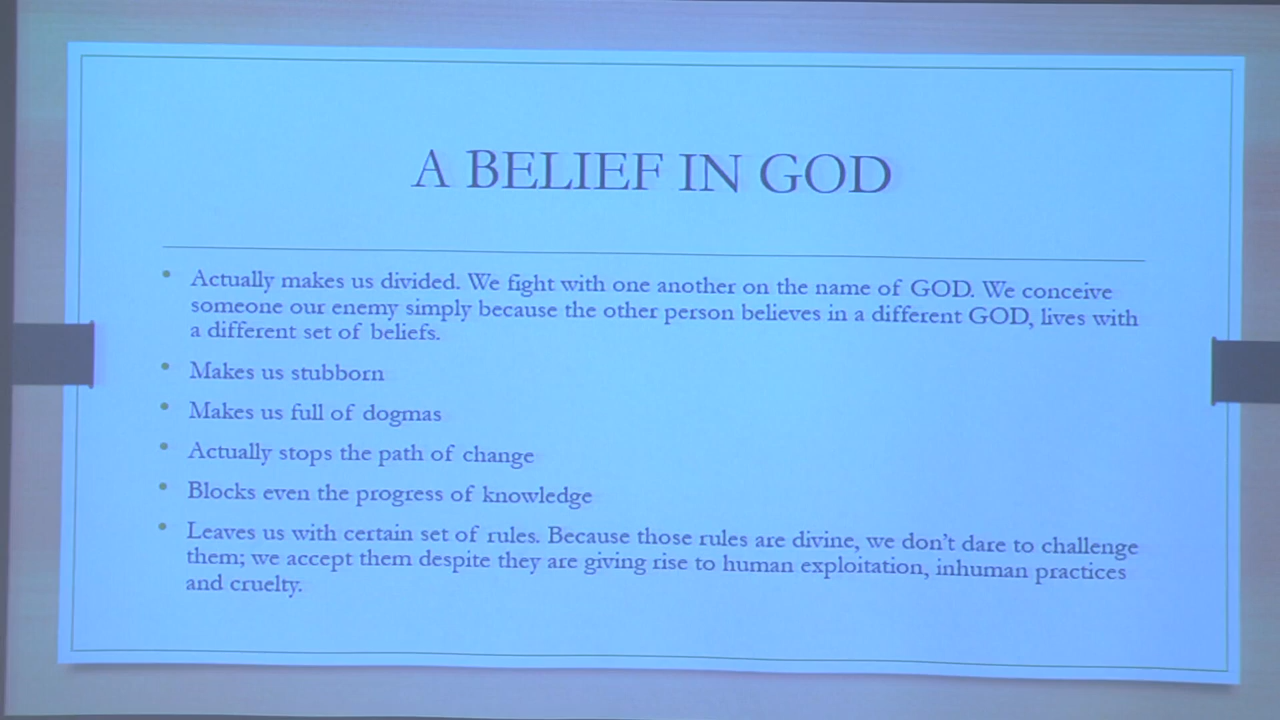 A BELIEF IN GOD
• Actually makes us divided. We fight with one another on the name of GOD. We conceive
someone our enemy simply because the other person believes in a different GOD, lives with
a different set of beliefs.
• Makes us stubborn
• Makes us full of dogmas
• Actually stops the path of change
• Blocks even the progress of knowledge
• Leaves us with certain set of rules. Because those rules are divine, we don't dare to challenge
them; we accept them despite they are giving rise to human exploitation, inhuman practices
and cruelty.